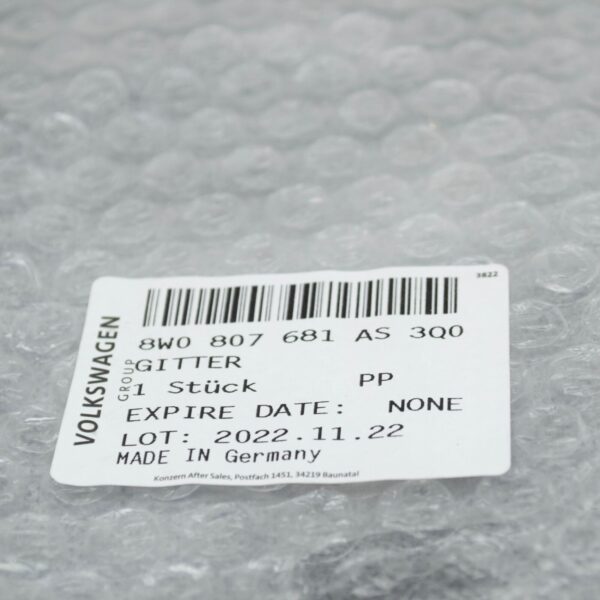 3822
8W0 807 681 AS 3Q0
GITTER
1 Stück PP
EXPIRE DATE: NONE
LOT: 2022.11.22
MADE IN Germany
Konzern After Sales, Postfach 1451, 34219 Baunatal
VOLKSWAGEN
GROUP